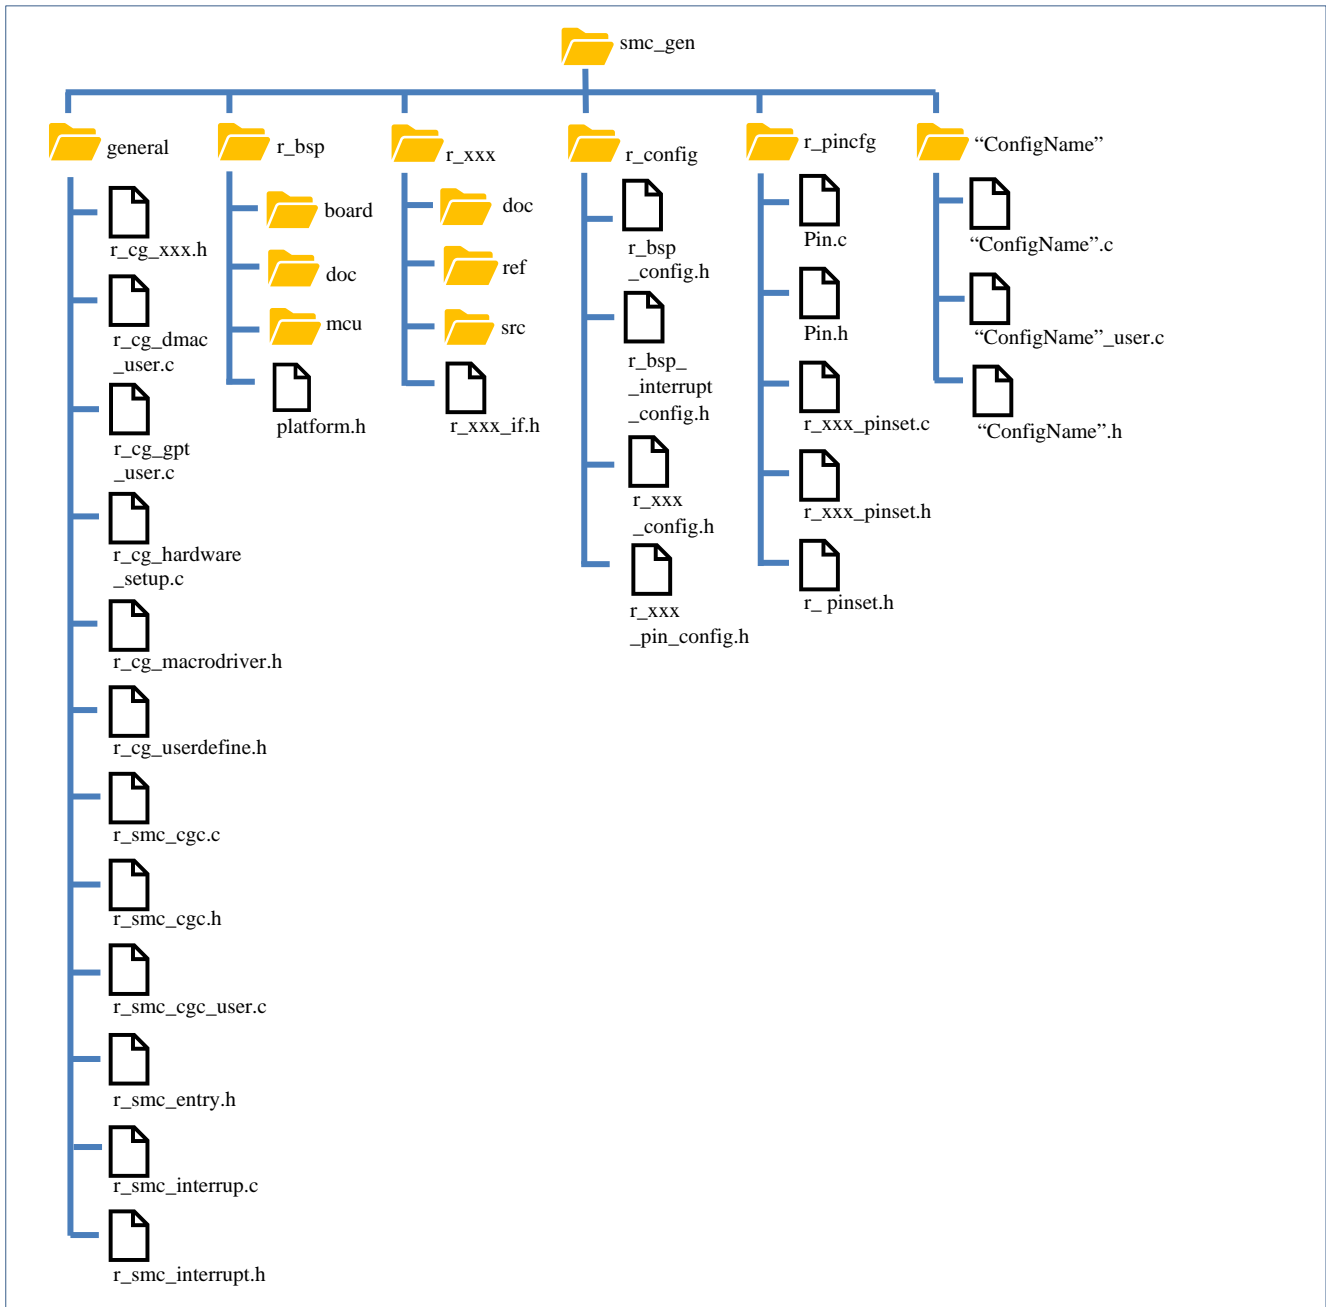 smc_gen
general
r_cg_xxx.h
r_cg_dmac
_user.c
r_cg_gpt
_user.c
r_cg_hardware
_setup.c
r_cg_macrodriver.h
r_cg_userdefine.h
r_smc_cgc.c
r_smc_cgc.h
r_smc_cgc_user.c
r_smc_entry.h
r_smc_interrup.c
r_smc_interrupt.h
r_bsp
board
doc
mcu
platform.h
r_xxx
doc
ref
src
r_xxx_if.h
r_config
r_bsp
_config.h
r_bsp_
_interrupt
_config.h
r_xxx
_config.h
r_xxx
_pin_config.h
r_pincfg
Pin.c
Pin.h
r_xxx_pinset.c
r_xxx_pinset.h
r_ pinset.h
“ConfigName”
“ConfigName”.c
“ConfigName”_user.c
“ConfigName”.h